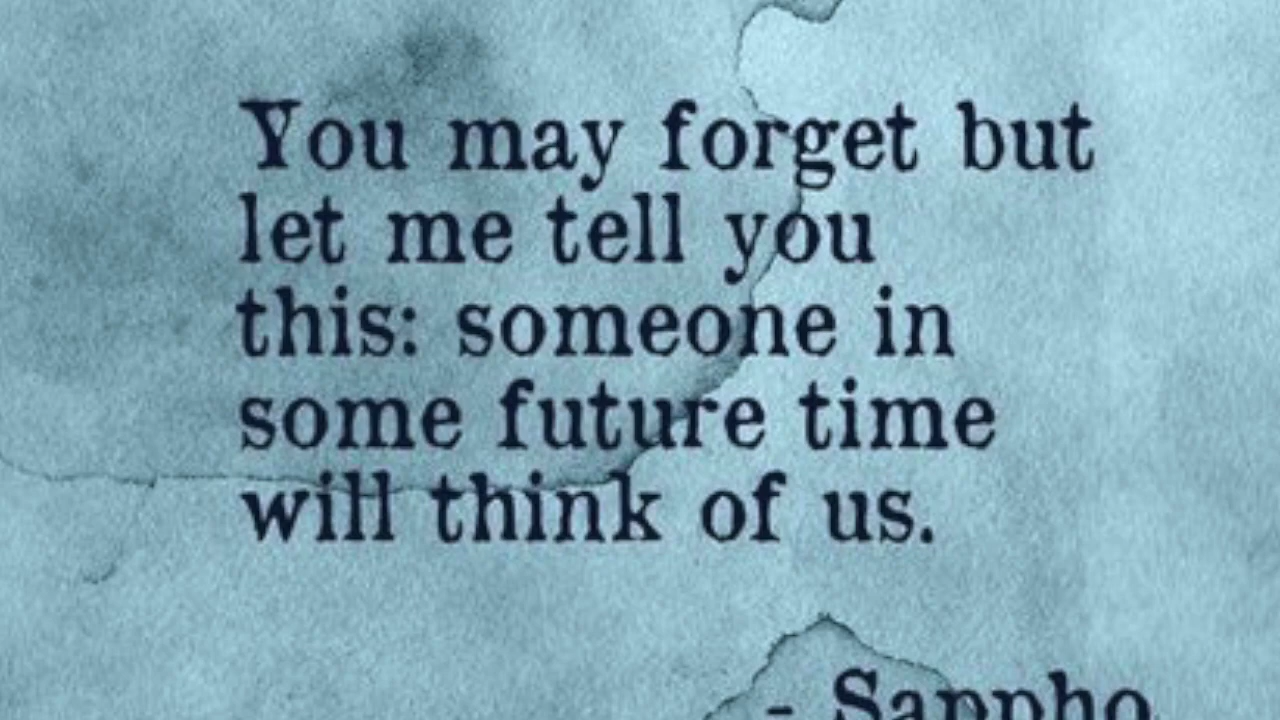 You may forget but
let me tell you
this: someone in
some future time
will think of us.
- Sappho